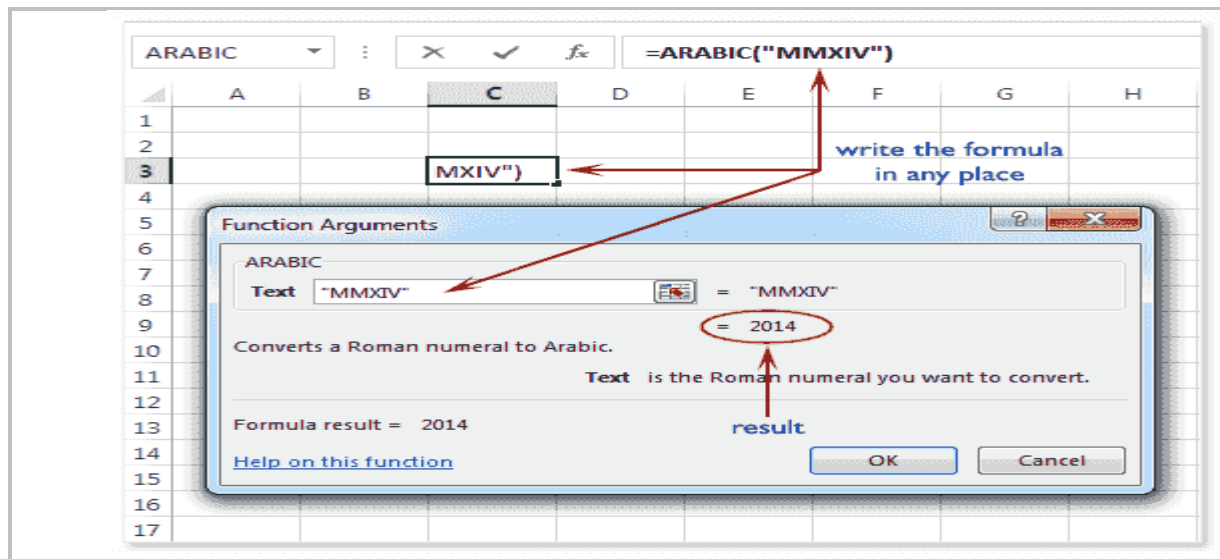 ARABIC fx =ARABIC("MMXIV")
A B C D E F G H
1
2
write the formula
3 MXIV") in any place
4
5 Function Arguments ? X
6
ARABIC
7
Text "MMXIV" = "MMXIV"
8
9 = 2014
10 Converts a Roman numeral to Arabic.
11 Text is the Roman numeral you want to convert.
12
13 Formula result = 2014 result
14 Help on this function OK Cancel
15
16
17